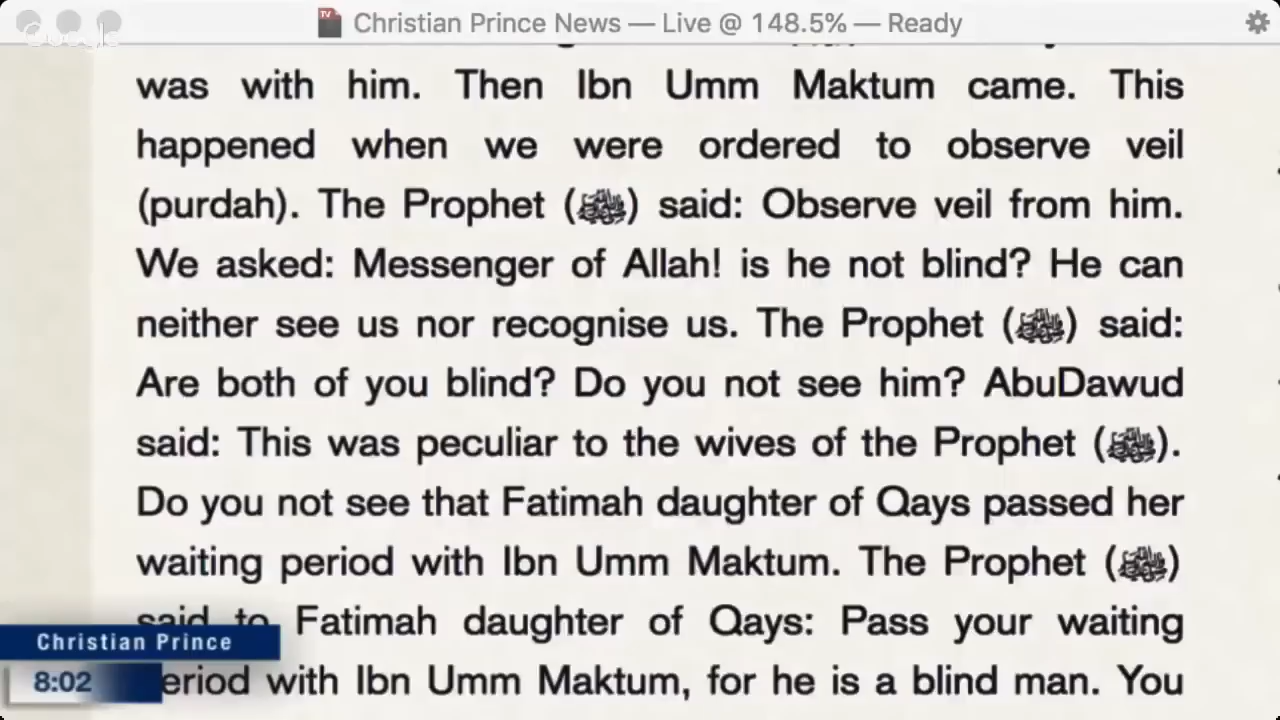 Christian Prince News — Live @ 148.5% — Ready
Google
was with him. Then Ibn Umm Maktum came. This
happened when we were ordered to observe veil
(purdah). The Prophet (ﷺ) said: Observe veil from him.
We asked: Messenger of Allah! is he not blind? He can
neither see us nor recognise us. The Prophet (ﷺ) said:
Are both of you blind? Do you not see him? AbuDawud
said: This was peculiar to the wives of the Prophet (ﷺ).
Do you not see that Fatimah daughter of Qays passed her
waiting period with Ibn Umm Maktum. The Prophet (ﷺ)
said to Fatimah daughter of Qays: Pass your waiting
eriod with Ibn Umm Maktum, for he is a blind man. You
Christian Prince
8:02